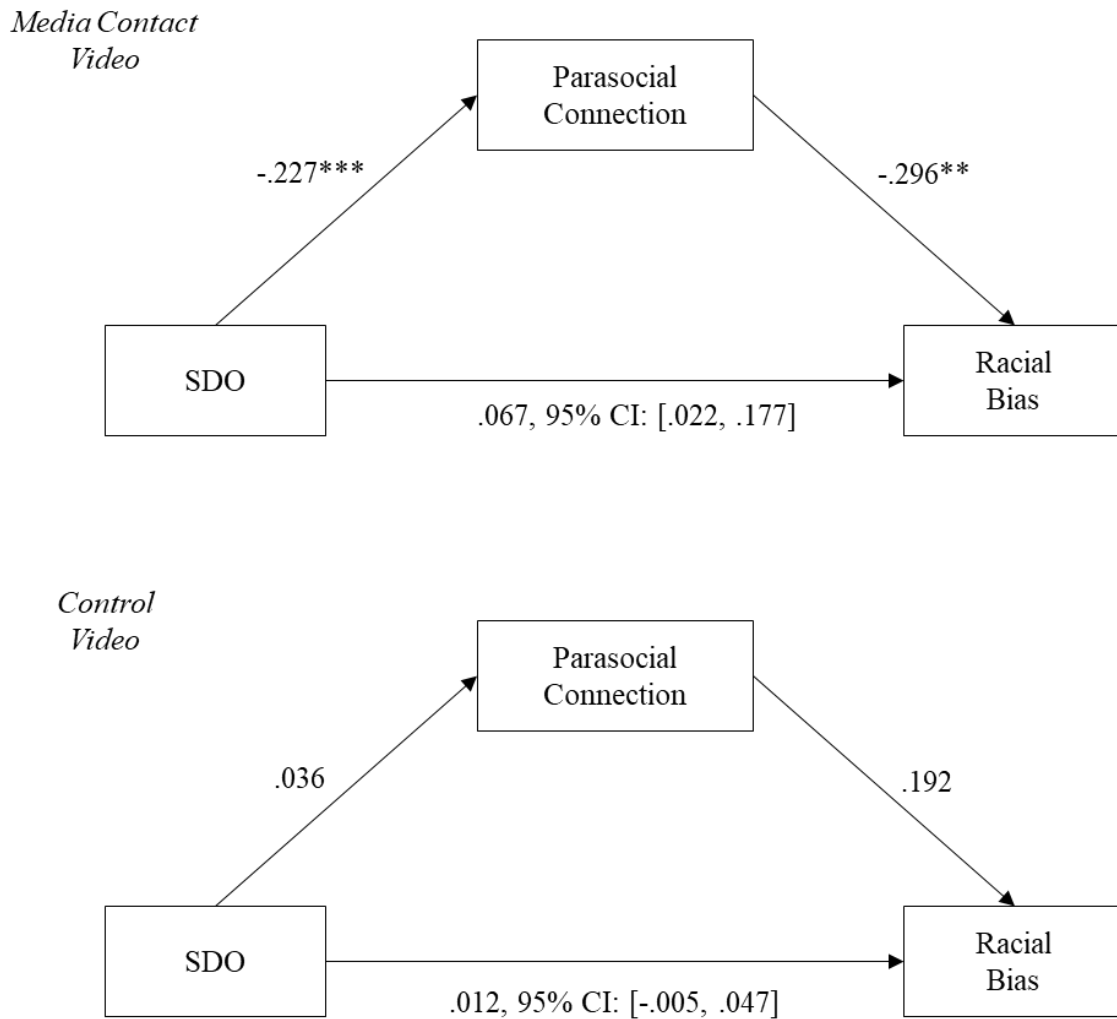 Media Contact
Video
Parasocial
Connection
-.227***
-.296**
SDO
Racial
Bias
.067, 95% CI: [.022, .177]
Control
Video
Parasocial
Connection
.036
.192
SDO
Racial
Bias
.012, 95% CI: [-.005, .047]